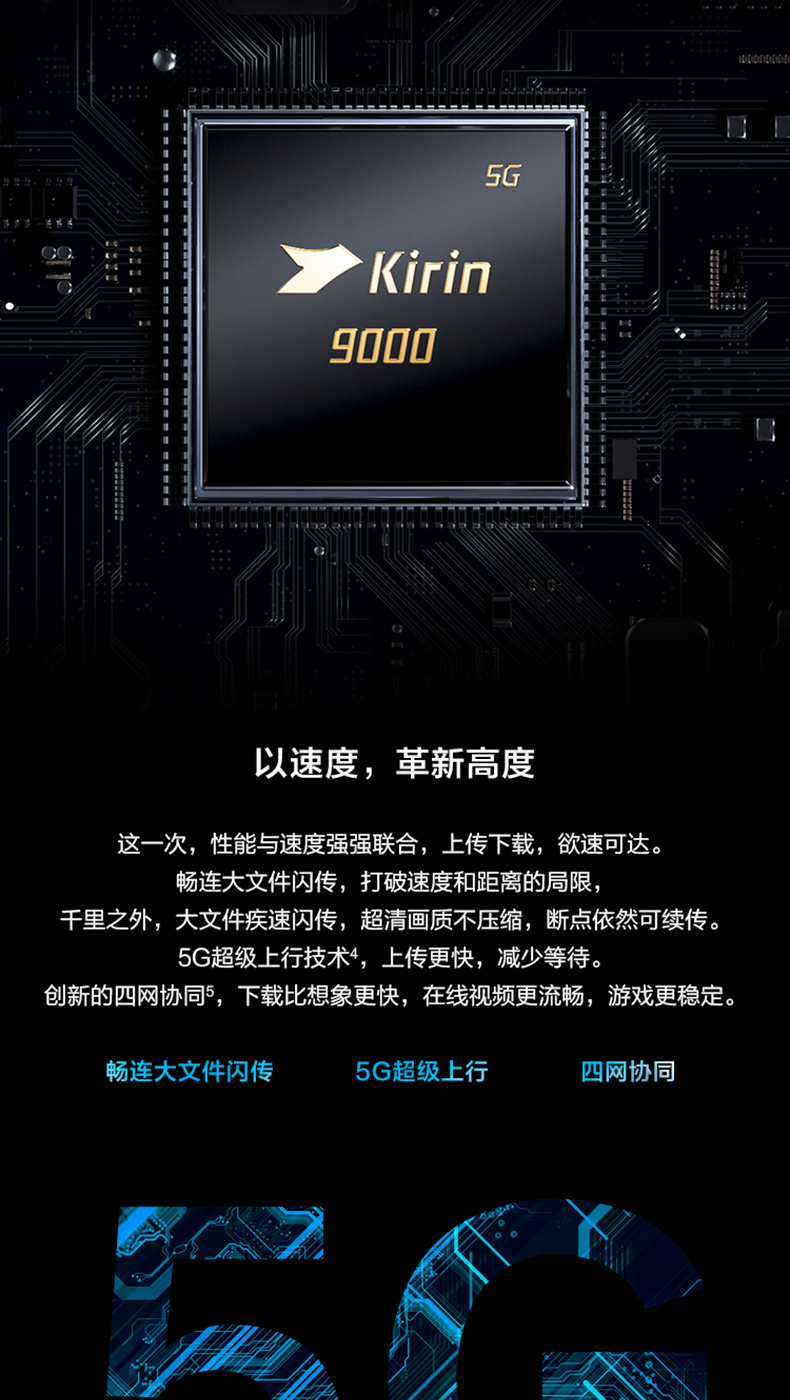 5G
Kirin
9000
以速度，革新高度
这一次，性能与速度强强联合，上传下载，欲速可达。
畅连大文件闪传，打破速度和距离的局限，
千里之外，大文件疾速闪传，超清画质不压缩，断点依然可续传。
5G超级上行技术⁴，上传更快，减少等待。
创新的四网协同⁵，下载比想象更快，在线视频更流畅，游戏更稳定。
畅连大文件闪传 5G超级上行 四网协同
5G